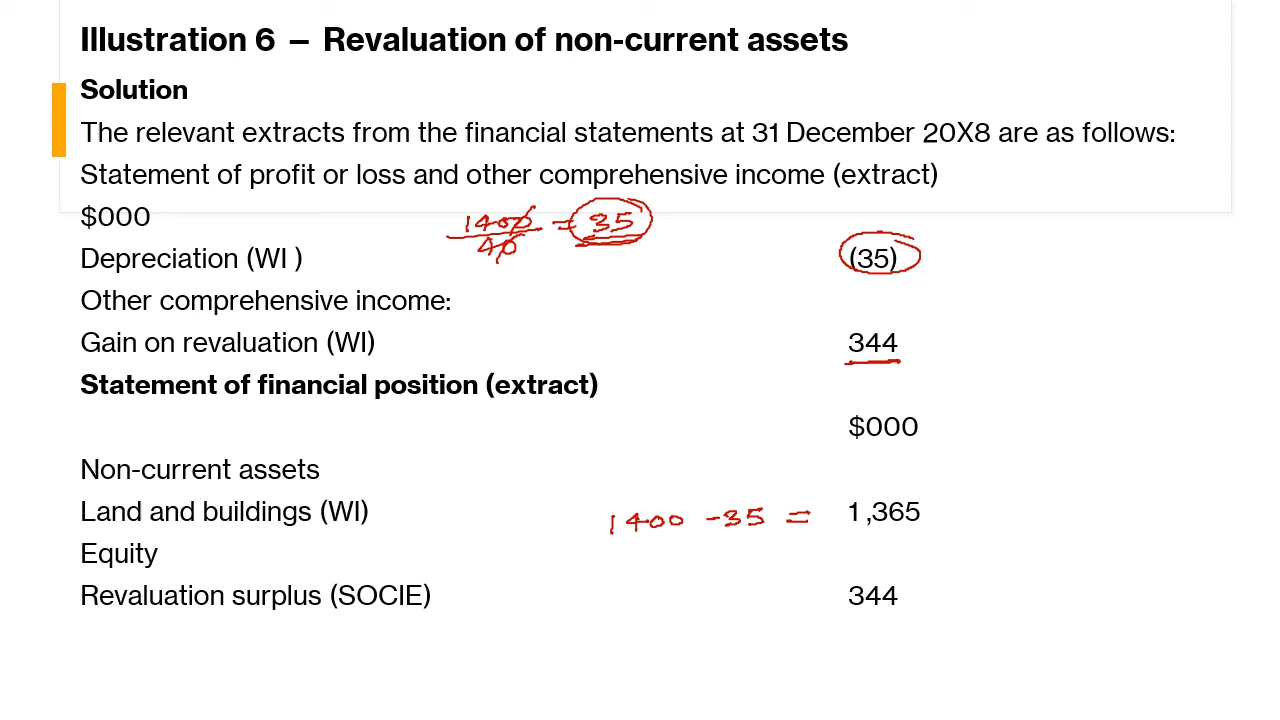 Illustration 6 – Revaluation of non-current assets
Solution
The relevant extracts from the financial statements at 31 December 20X8 are as follows:
Statement of profit or loss and other comprehensive income (extract)
$000 1400/40 = 35
Depreciation (WI ) (35)
Other comprehensive income:
Gain on revaluation (WI) 344
Statement of financial position (extract)
$000
Non-current assets
Land and buildings (WI) 1400 -35 = 1,365
Equity
Revaluation surplus (SOCIE) 344